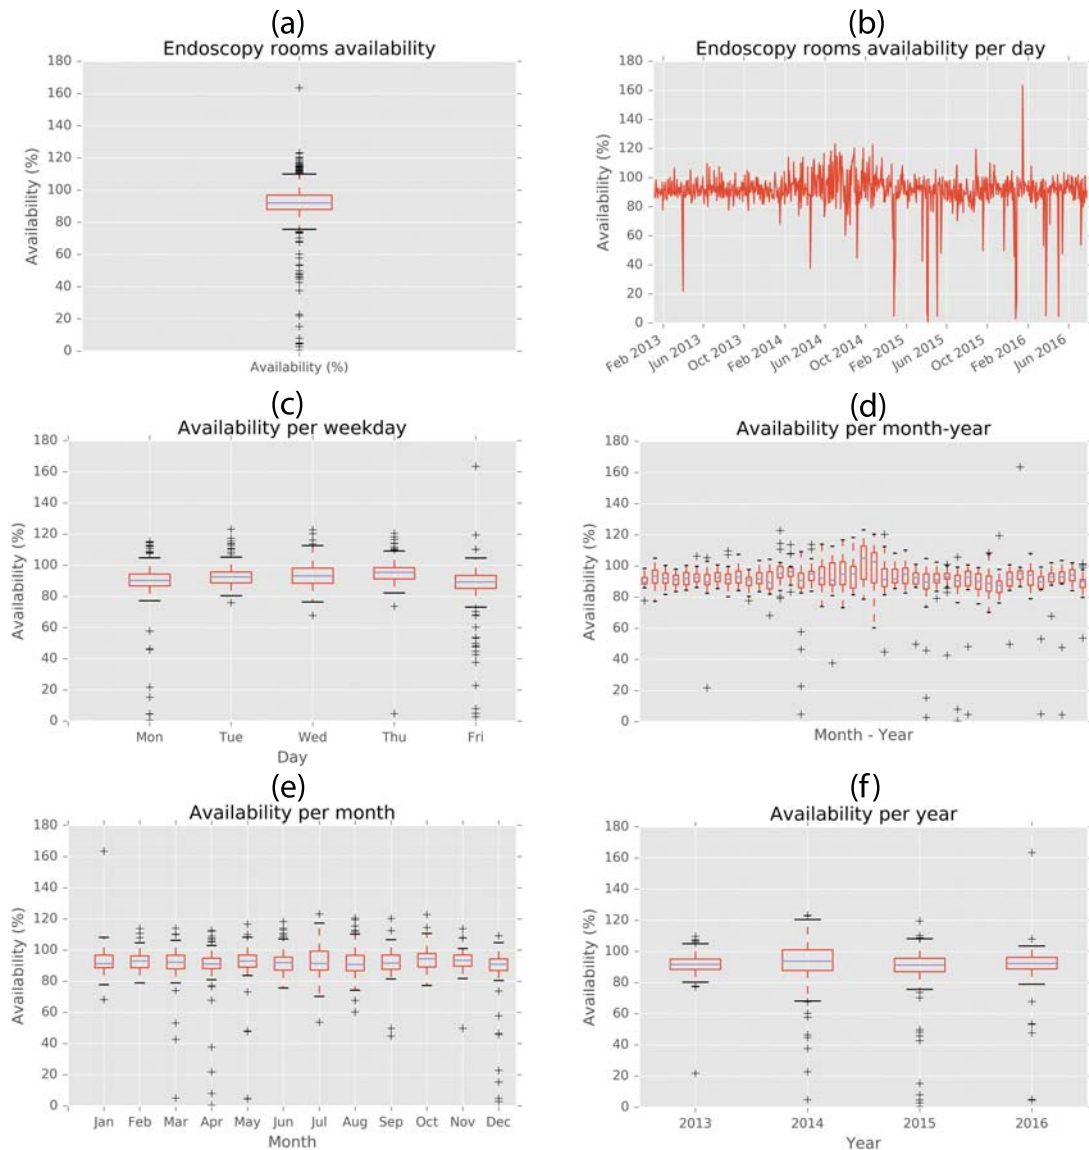 (a)
Endoscopy rooms availability
180
160
140
120
100
80
60
40
20
0
Availability (%)
Availability (%)
(b)
Endoscopy rooms availability per day
180
160
140
120
100
80
60
40
20
0
Availability (%)
Feb 2013
Jun 2013
Oct 2013
Feb 2014
Jun 2014
Oct 2014
Feb 2015
Jun 2015
Oct 2015
Feb 2016
Jun 2016
(c)
Availability per weekday
180
160
140
120
100
80
60
40
20
0
Availability (%)
Mon Tue Wed Thu Fri
Day
(d)
Availability per month-year
180
160
140
120
100
80
60
40
20
0
Availability (%)
Month - Year
(e)
Availability per month
180
160
140
120
100
80
60
40
20
0
Availability (%)
Jan Feb Mar Apr May Jun Jul Aug Sep Oct Nov Dec
Month
(f)
Availability per year
180
160
140
120
100
80
60
40
20
0
Availability (%)
2013 2014 2015 2016
Year